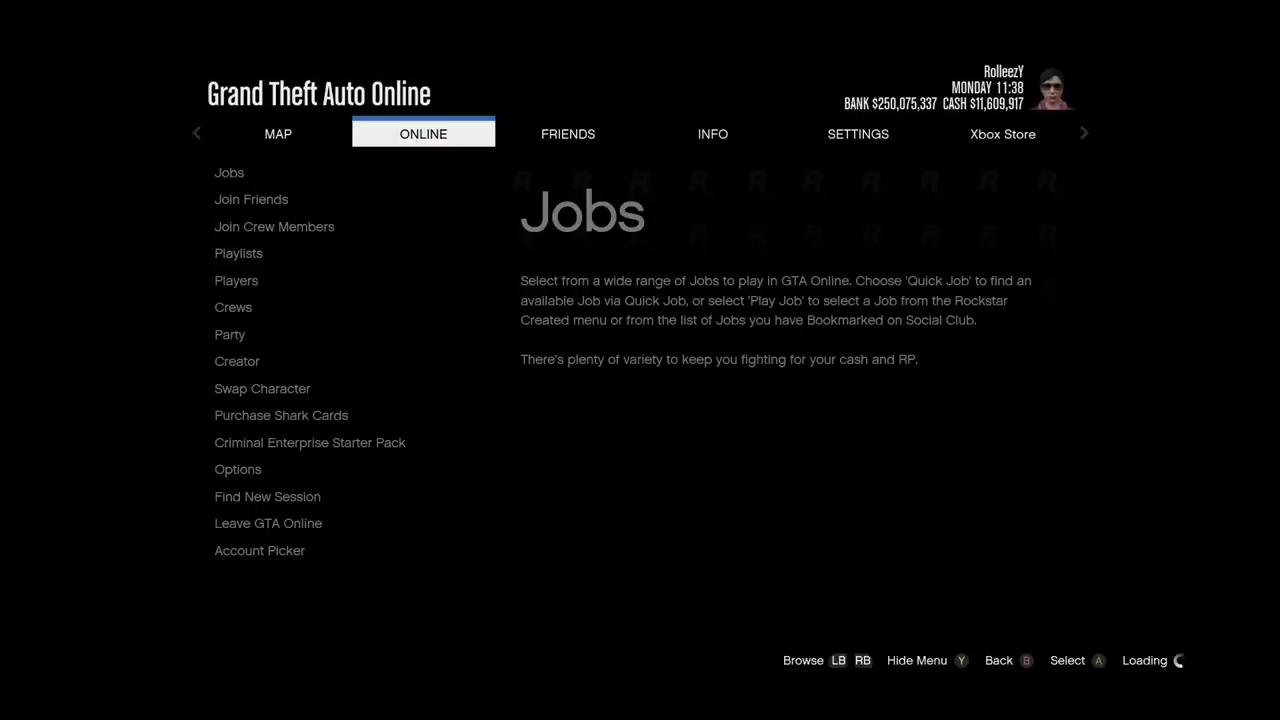 Grand Theft Auto Online
RolleezY
MONDAY 11:38
BANK $250,075,337 CASH $11,609,917
MAP
ONLINE
FRIENDS
INFO
SETTINGS
Xbox Store
Jobs
Join Friends
Join Crew Members
Playlists
Players
Crews
Party
Creator
Swap Character
Purchase Shark Cards
Criminal Enterprise Starter Pack
Options
Find New Session
Leave GTA Online
Account Picker
Jobs
Select from a wide range of Jobs to play in GTA Online. Choose 'Quick Job' to find an
available Job via Quick Job, or select 'Play Job' to select a Job from the Rockstar
Created menu or from the list of Jobs you have Bookmarked on Social Club.
There's plenty of variety to keep you fighting for your cash and RP.
Browse LB RB Hide Menu Y Back B Select A Loading